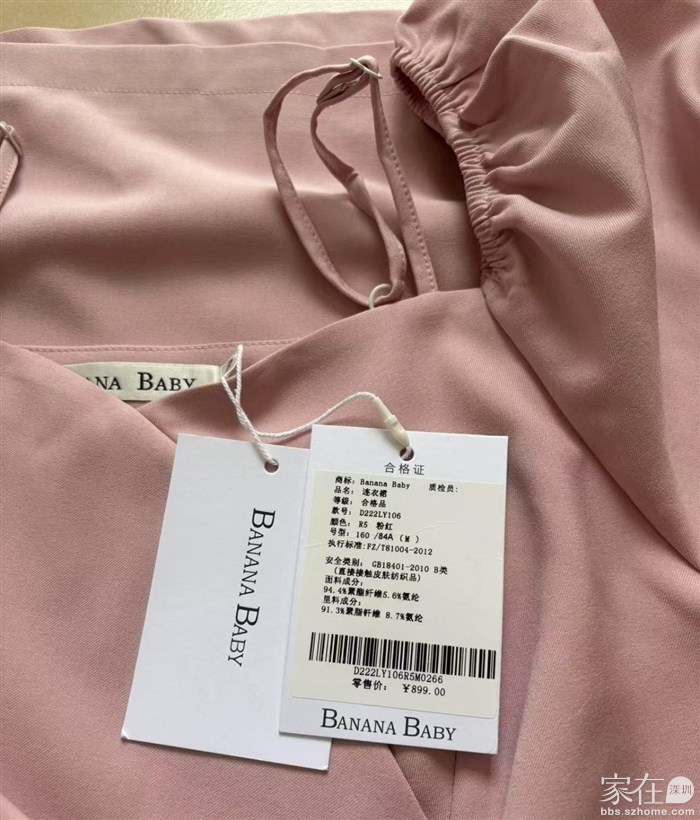 NANA BABY
BANANA BABY
合格证
商标：Banana Baby 质检员：
品名：连衣裙
等级：合格品
款号：D222LY106
颜色：R5 粉红
号型：160/84A（M）
执行标准：FZ/T81004-2012
安全类别：GB18401-2010 B类
（直接接触皮肤纺织品）
面料成分：
94.4%聚酯纤维5.6%氨纶
里料成分：
91.3%聚酯纤维 8.7%氨纶
D222LY106R5M0266
零售价：￥899.00
BANANA BABY
家在深圳
bbs.szhome.com